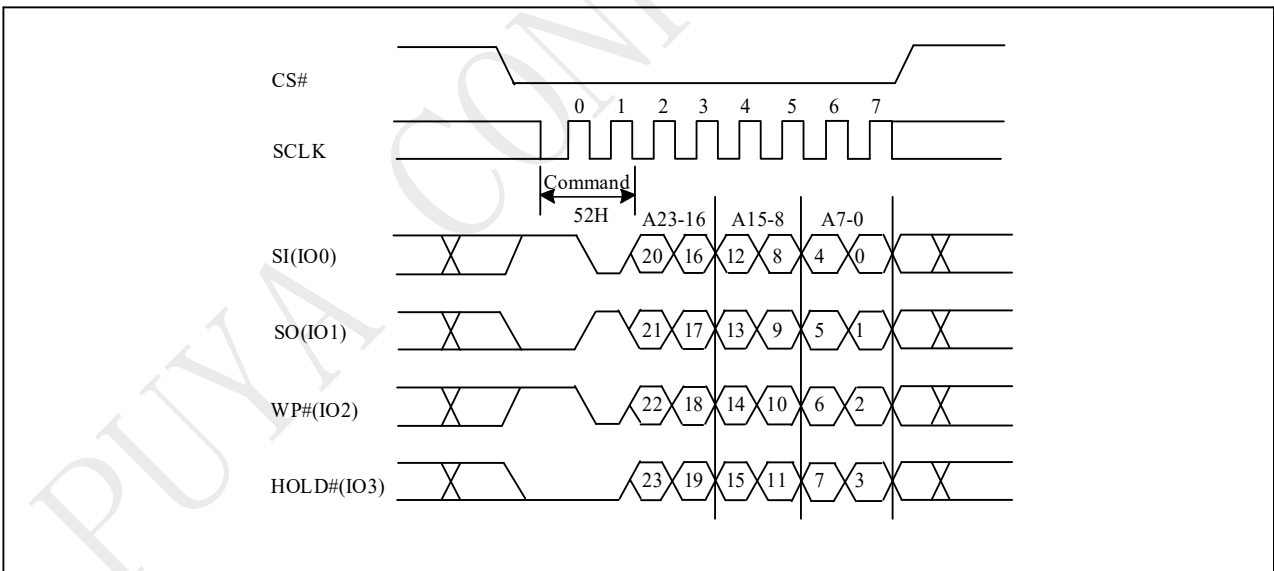 PUYA CONF
CS#
0 1 2 3 4 5 6 7
SCLK
Command
52H
A23-16 A15-8 A7-0
SI(IO0) 20 16 12 8 4 0
SO(IO1) 21 17 13 9 5 1
WP#(IO2) 22 18 14 10 6 2
HOLD#(IO3) 23 19 15 11 7 3